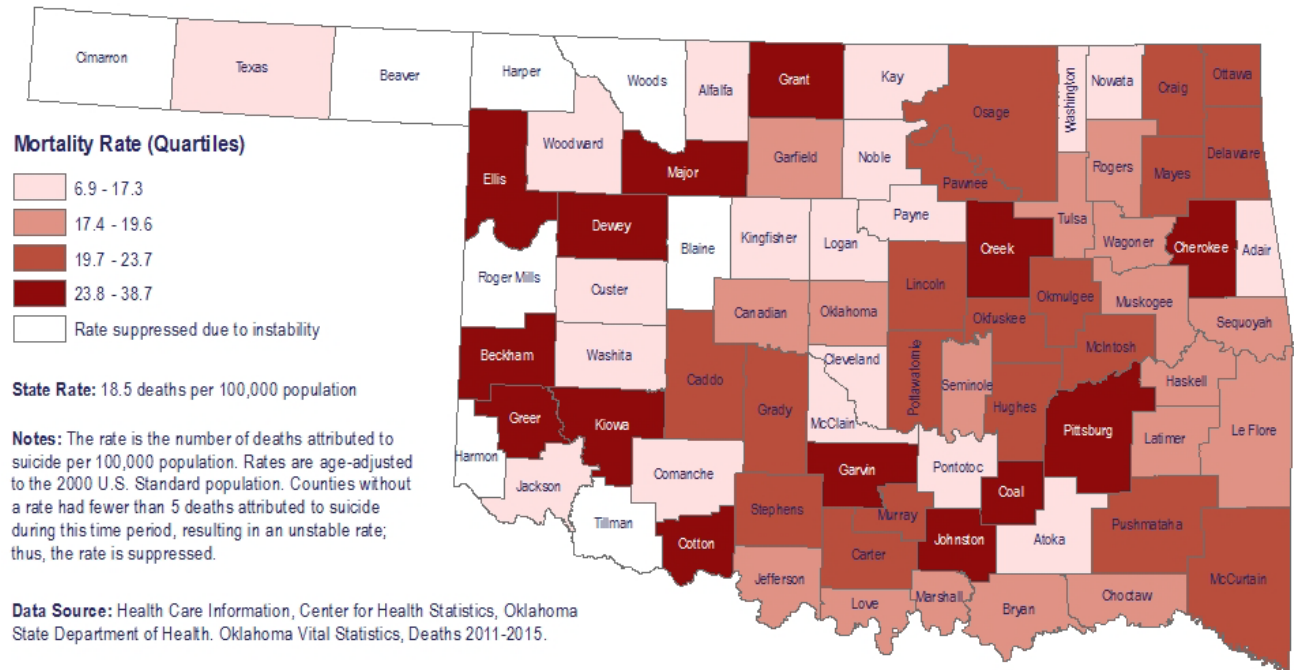 Cimarron
Texas
Beaver
Harper
Woods
Alfalfa
Grant
Kay
Osage
Washington
Nowata
Craig
Ottawa
Mortality Rate (Quartiles)
6.9 - 17.3
17.4 - 19.6
19.7 - 23.7
23.8 - 38.7
Rate suppressed due to instability
State Rate: 18.5 deaths per 100,000 population
Notes: The rate is the number of deaths attributed to
suicide per 100,000 population. Rates are age-adjusted
to the 2000 U.S. Standard population. Counties without
a rate had fewer than 5 deaths attributed to suicide
during this time period, resulting in an unstable rate;
thus, the rate is suppressed.
Data Source: Health Care Information, Center for Health Statistics, Oklahoma
State Department of Health. Oklahoma Vital Statistics, Deaths 2011-2015.
Ellis
Woodward
Major
Garfield
Noble
Pawnee
Rogers
Mayes
Delaware
Dewey
Blaine
Kingfisher
Logan
Payne
Creek
Tulsa
Wagoner
Cherokee
Adair
Roger Mills
Custer
Canadian
Oklahoma
Lincoln
Okfuskee
Okmulgee
Muskogee
Sequoyah
Beckham
Washita
Caddo
Grady
Cleveland
McClain
Pottawatomie
Seminole
Hughes
McIntosh
Haskell
Le Flore
Greer
Kiowa
Harmon
Jackson
Comanche
Tillman
Cotton
Stephens
Garvin
Murray
Pontotoc
Coal
Pittsburg
Latimer
Johnston
Atoka
Pushmataha
McCurtain
Jefferson
Carter
Love
Marshall
Bryan
Choctaw